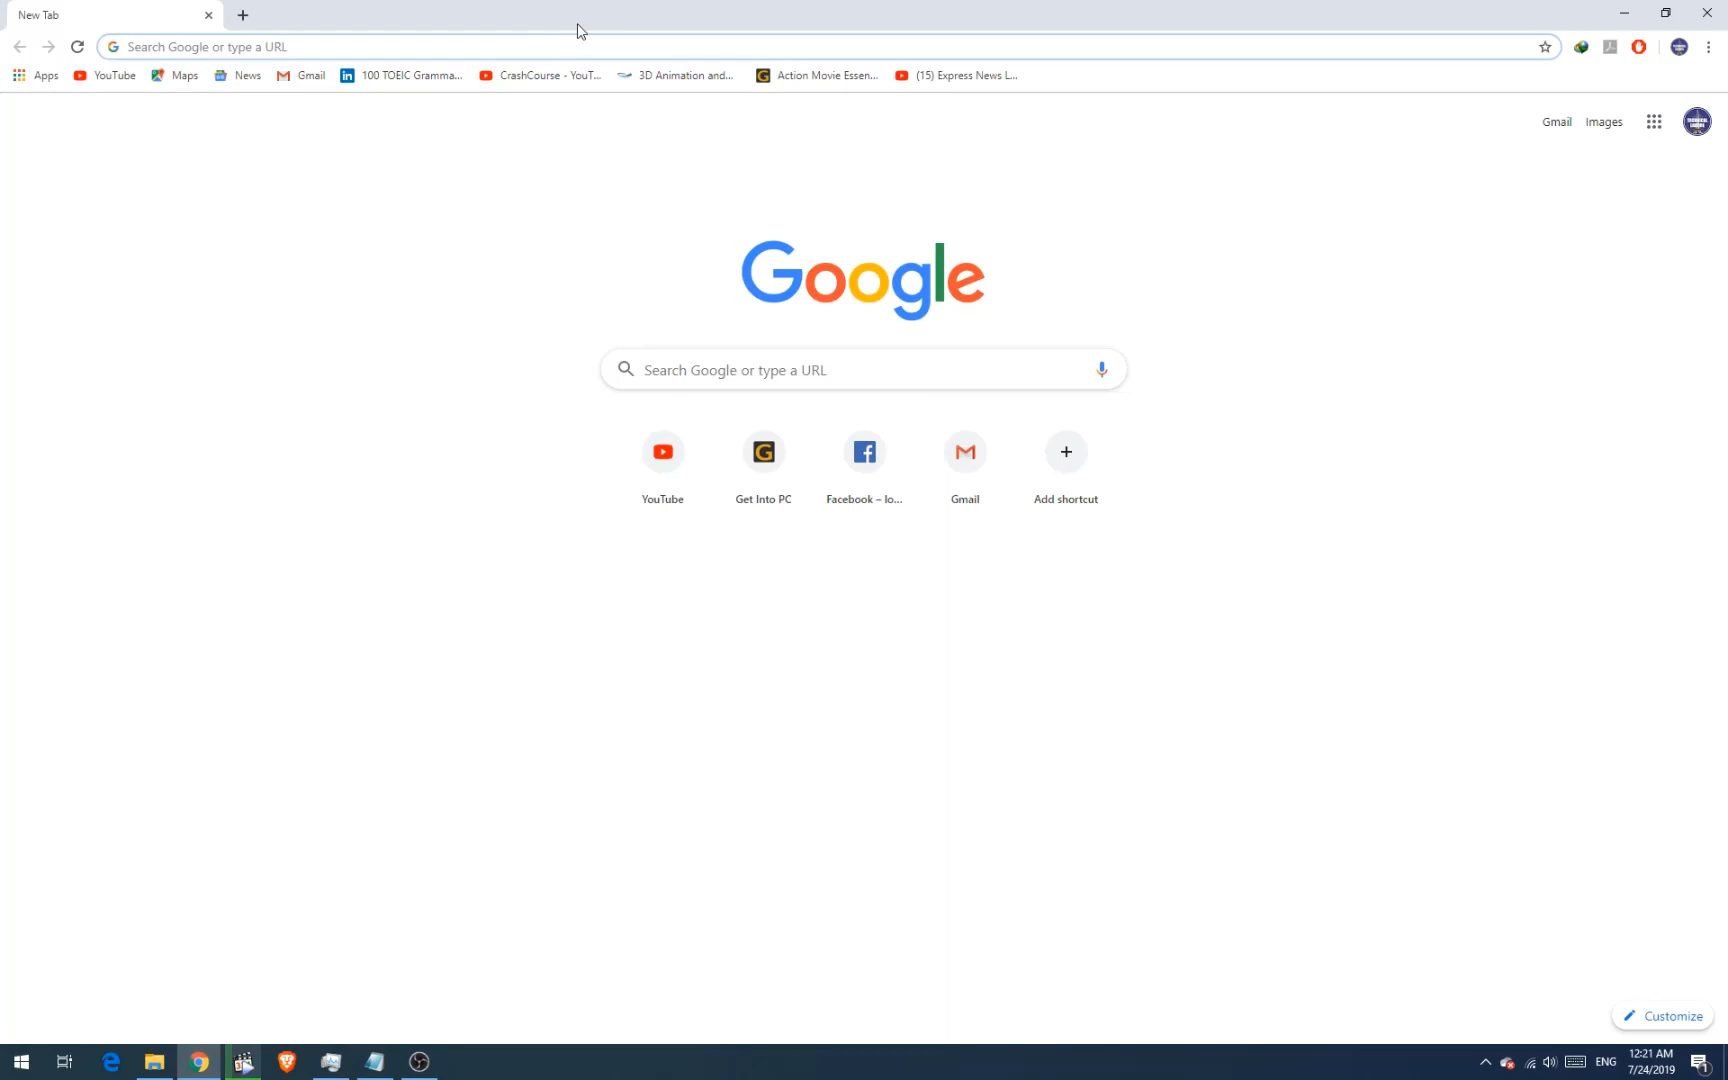 New Tab
Search Google or type a URL
Apps YouTube Maps News Gmail 100 TOEIC Gramma... CrashCourse - YouT... 3D Animation and... Action Movie Essen... (15) Express News L...
Gmail Images
Google
Search Google or type a URL
YouTube Get Into PC Facebook – lo... Gmail Add shortcut
Customize
ENG 12:21 AM
7/24/2019
1